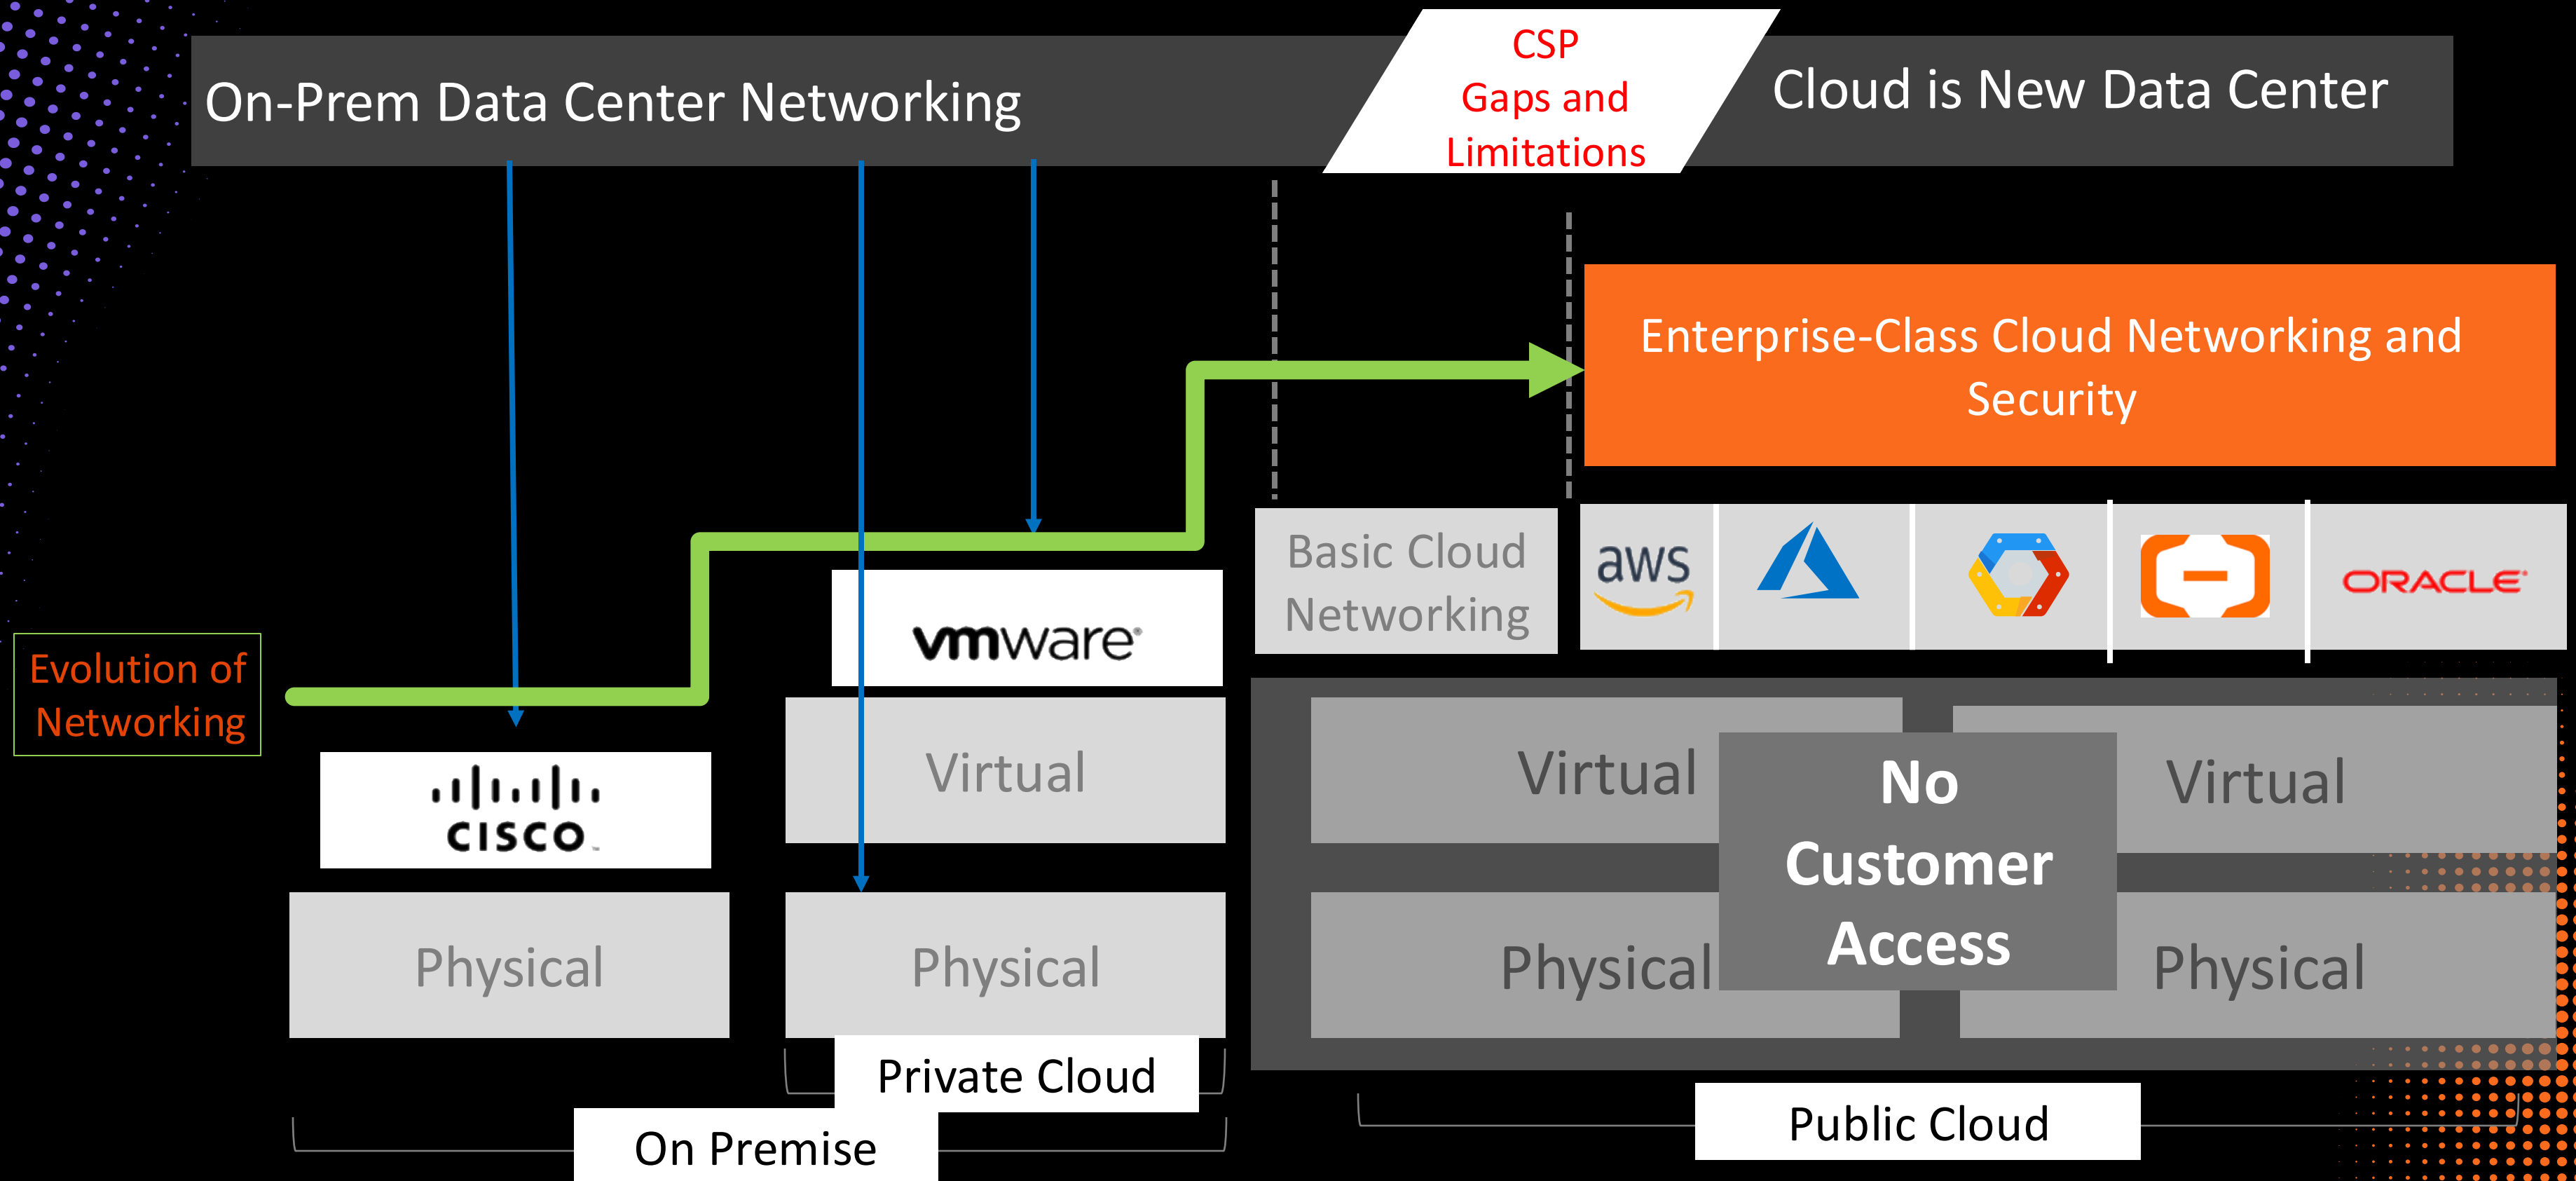 CSP
Gaps and
Limitations
On-Prem Data Center Networking
Cloud is New Data Center
Enterprise-Class Cloud Networking and
Security
Basic Cloud
Networking
aws
ORACLE
vmware®
Evolution of
Networking
CISCO™
Virtual
Virtual
Virtual
No
Customer
Access
Physical
Physical
Physical
Physical
Private Cloud
On Premise
Public Cloud